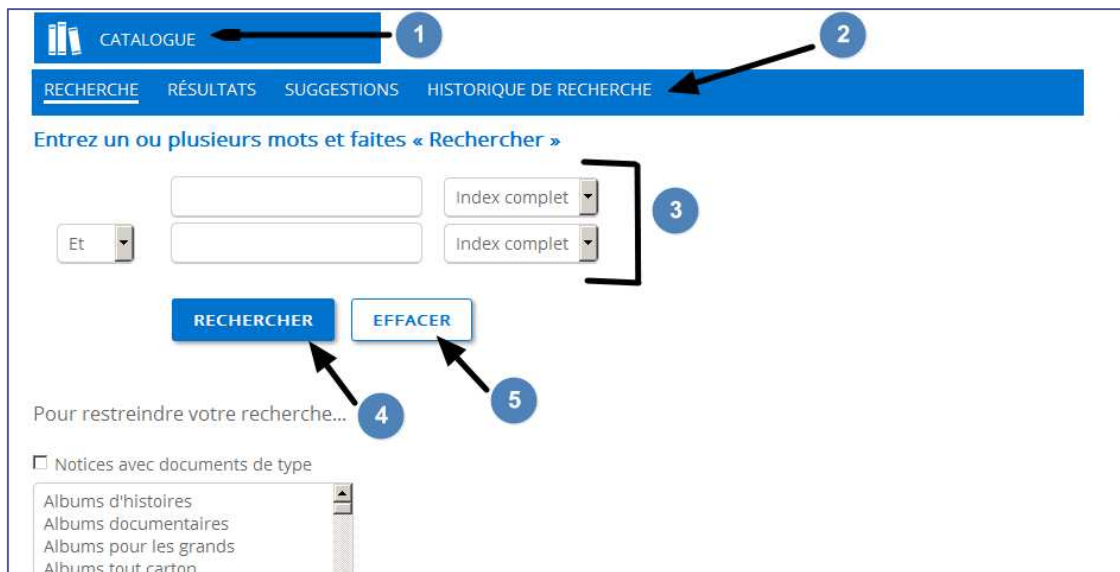 CATALOGUE
1
2
RECHERCHE RÉSULTATS SUGGESTIONS HISTORIQUE DE RECHERCHE
Entrez un ou plusieurs mots et faites « Rechercher »
Index complet
3
Et Index complet
RECHERCHER EFFACER
4
5
Pour restreindre votre recherche...
Notices avec documents de type
Albums d'histoires
Albums documentaires
Albums pour les grands
Albums tout carton